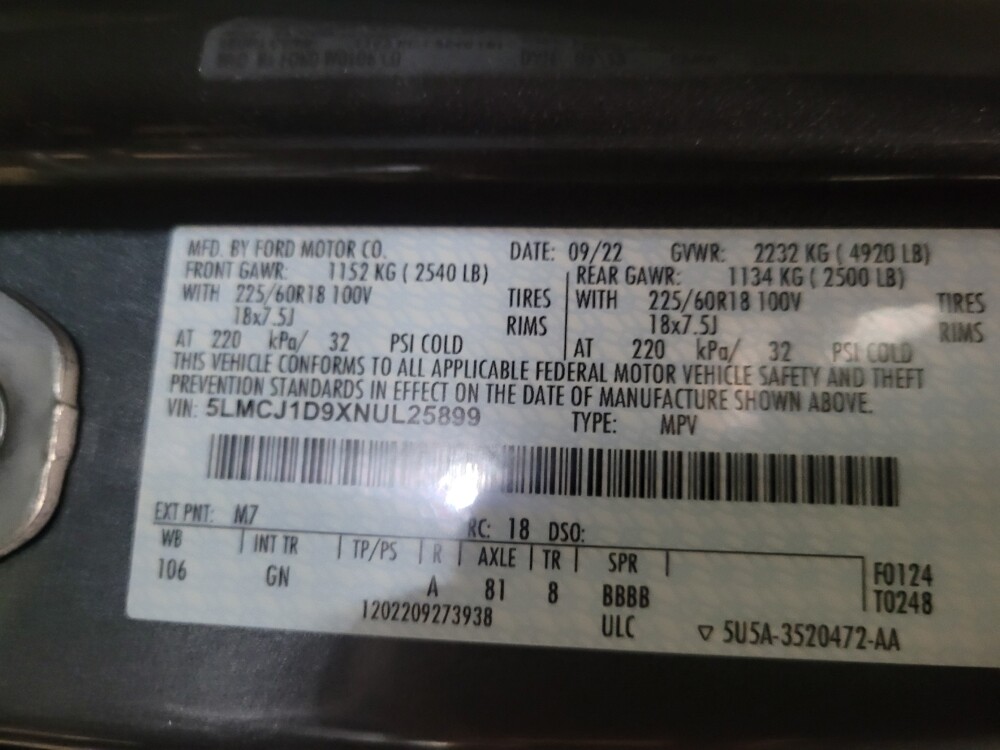 MFD. BY FORD MOTOR CO. DATE: 09/22 GVWR: 2232 KG ( 4920 LB)
FRONT GAWR: 1152 KG ( 2540 LB) REAR GAWR: 1134 KG ( 2500 LB)
WITH 225/60R18 100V TIRES WITH 225/60R18 100V TIRES
18x7.5J RIMS 18x7.5J RIMS
AT 220 kPa/ 32 PSI COLD AT 220 kPa/ 32 PSI COLD
THIS VEHICLE CONFORMS TO ALL APPLICABLE FEDERAL MOTOR VEHICLE SAFETY AND THEFT
PREVENTION STANDARDS IN EFFECT ON THE DATE OF MANUFACTURE SHOWN ABOVE.
VIN: 5LMCJ1D9XNUL25899 TYPE: MPV
EXT PNT: M7 RC: 18 DSO:
WB INT TR TP/PS R AXLE TR SPR
106 GN A 81 8 BBBB F0124
T0248
1202209273938 ULC ▽ 5U5A-3520472-AA